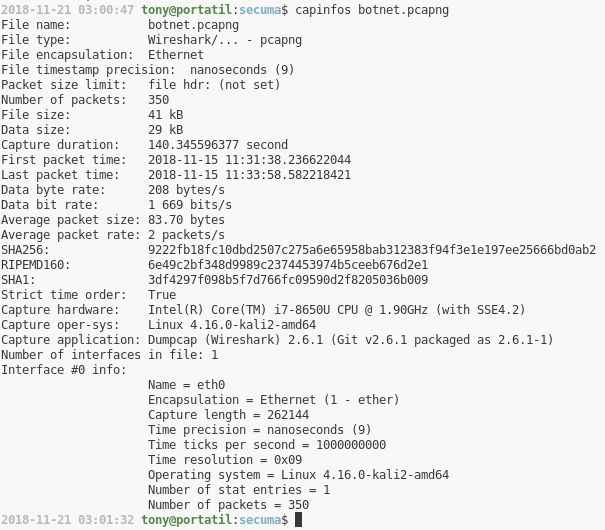 2018-11-21 03:00:47 tony@portatil:secuma$ capinfos botnet.pcapng
File name:           botnet.pcapng
File type:           Wireshark/... - pcapng
File encapsulation:  Ethernet
File timestamp precision:  nanoseconds (9)
Packet size limit:   file hdr: (not set)
Number of packets:   350
File size:           41 kB
Data size:           29 kB
Capture duration:    140.345596377 second
First packet time:   2018-11-15 11:31:38.236622044
Last packet time:    2018-11-15 11:33:58.582218421
Data byte rate:      208 bytes/s
Data bit rate:       1 669 bits/s
Average packet size: 83.70 bytes
Average packet rate: 2 packets/s
SHA256:              9222fb18fc10dbd2507c275a6e65958bab312383f94f3e1e197ee25666bd0ab2
RIPEMD160:           6e49c2bf348d9989c2374453974b5ceeb676d2e1
SHA1:                3df4297f098b5f7d766fc09590d2f8205036b009
Strict time order:   True
Capture hardware:    Intel(R) Core(TM) i7-8650U CPU @ 1.90GHz (with SSE4.2)
Capture oper-sys:    Linux 4.16.0-kali2-amd64
Capture application: Dumpcap (Wireshark) 2.6.1 (Git v2.6.1 packaged as 2.6.1-1)
Number of interfaces in file: 1
Interface #0 info:
                     Name = eth0
                     Encapsulation = Ethernet (1 - ether)
                     Capture length = 262144
                     Time precision = nanoseconds (9)
                     Time ticks per second = 1000000000
                     Time resolution = 0x09
                     Operating system = Linux 4.16.0-kali2-amd64
                     Number of stat entries = 1
                     Number of packets = 350
2018-11-21 03:01:32 tony@portatil:secuma$